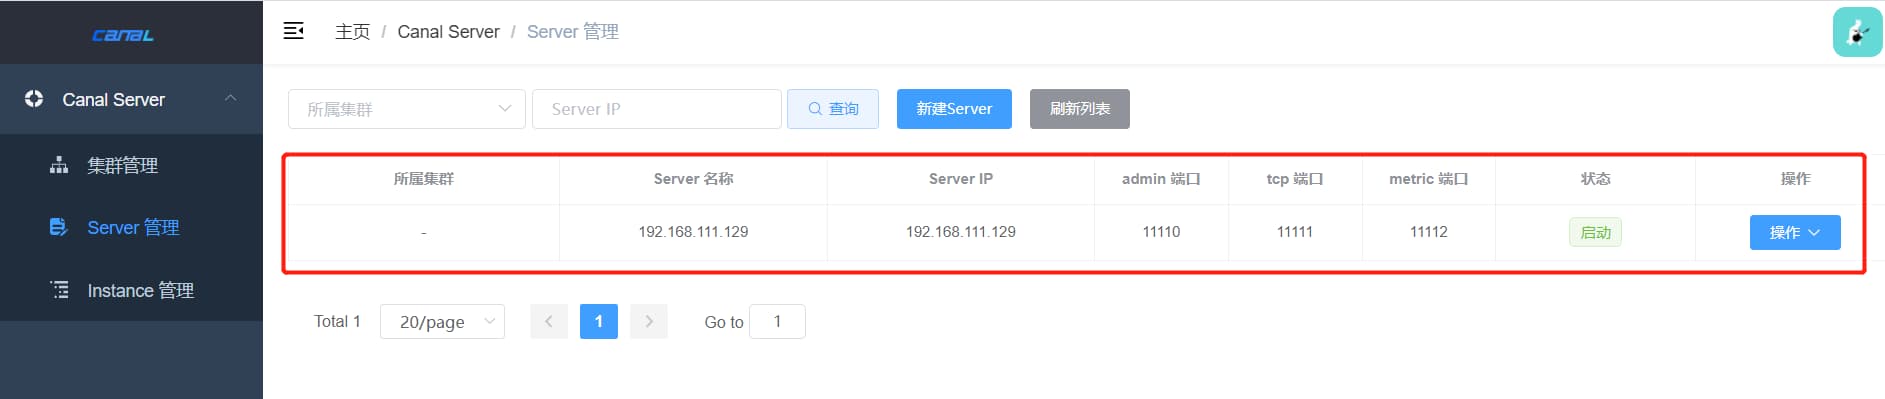 CANAL
主页 / Canal Server / Server 管理
Canal Server
集群管理
Server 管理
Instance 管理
所属集群 Server IP 查询 新建Server 刷新列表
所属集群 Server 名称 Server IP admin 端口 tcp 端口 metric 端口 状态 操作
- 192.168.111.129 192.168.111.129 11110 11111 11112 启动 操作
Total 1 20/page 1 Go to 1